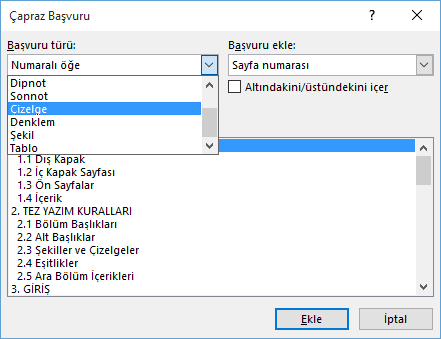 Çapraz Başvuru
Başvuru türü:
Başvuru ekle:
Numaralı öğe
Sayfa numarası
Dipnot
Sonnot
Çizelge
Denklem
Şekil
Tablo
Altındakini/üstündekini içer
1.1 Dış Kapak
1.2 İç Kapak Sayfası
1.3 Ön Sayfalar
1.4 İçerik
2. TEZ YAZIM KURALLARI
2.1 Bölüm Başlıkları
2.2 Alt Başlıklar
2.3 Şekiller ve Çizelgeler
2.4 Eşitlikler
2.5 Ara Bölüm İçerikleri
3. GİRİŞ
Ekle
İptal